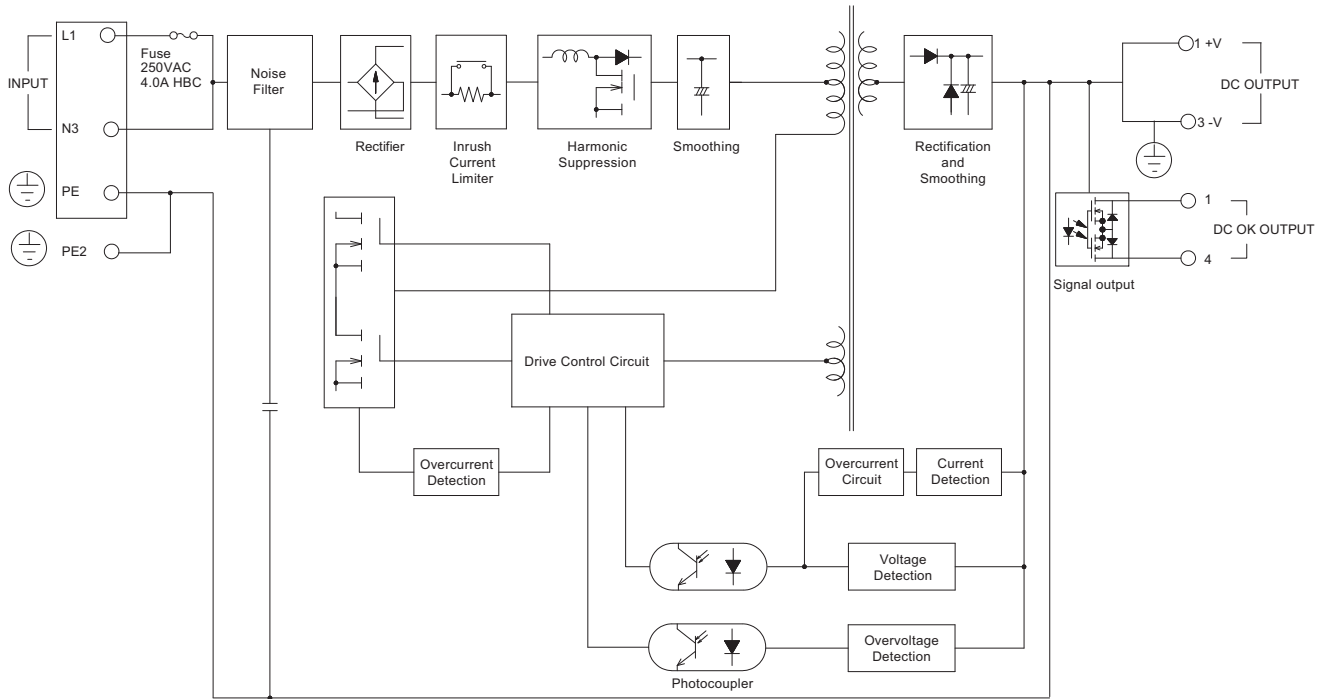 L1
INPUT
N3
PE
PE2
Fuse
250VAC
4.0A HBC
Noise
Filter
Rectifier
Inrush
Current
Limiter
Harmonic
Suppression
Smoothing
Rectification
and
Smoothing
1 +V
DC OUTPUT
3 -V
1
DC OK OUTPUT
4
Signal output
Drive Control Circuit
Overcurrent
Detection
Overcurrent
Circuit
Current
Detection
Voltage
Detection
Overvoltage
Detection
Photocoupler